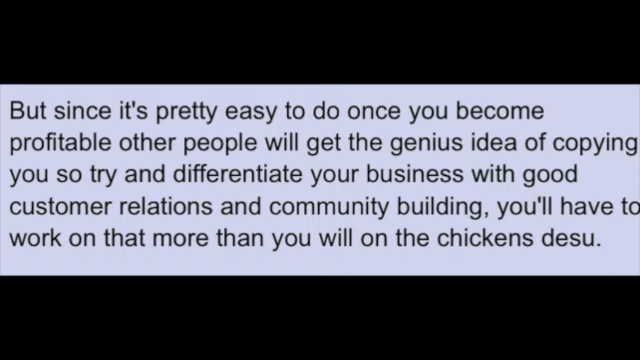 But since it's pretty easy to do once you become
profitable other people will get the genius idea of copying
you so try and differentiate your business with good
customer relations and community building, you'll have to
work on that more than you will on the chickens desu.